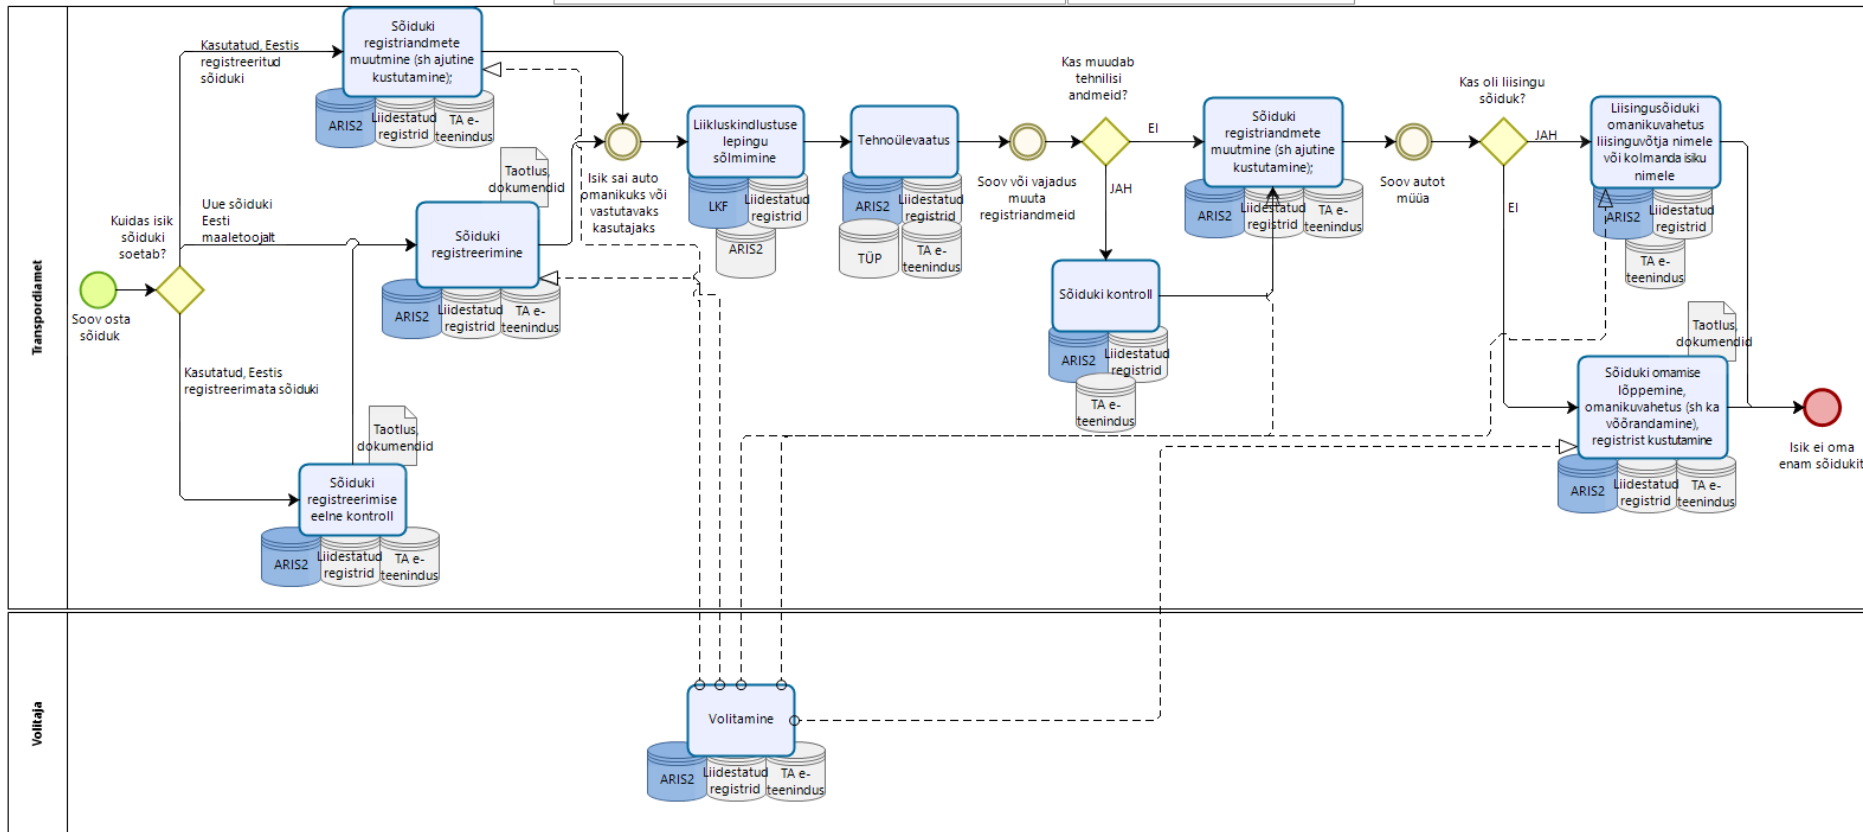 Transpordiamet
Soov osta
sõiduk
Kuidas isik
sõiduki
soetab?
Kasutatud, Eestis
registreeritud
sõiduki
Sõiduki
registriandmete
muutmine (sh ajutine
kustutamine);
ARIS2
Liidestatud
registrid
TA e-
teenindus
Uue sõiduki
Eesti
maaletoojalt
Taotlus,
dokumendid
Sõiduki
registreerimine
ARIS2
Liidestatud
registrid
TA e-
teenindus
Kasutatud, Eestis
registreerimata sõiduki
Taotlus,
dokumendid
Sõiduki
registreerimise
eelne kontroll
ARIS2
Liidestatud
registrid
TA e-
teenindus
Isik sai auto
omanikuks või
vastutavaks
kasutajaks
Liikluskindlustuse
lepingu
sõlmimine
LKF
Liidestatud
registrid
ARIS2
Tehnoülevaatus
ARIS2
Liidestatud
registrid
TÜP
TA e-
teenindus
Soov või vajadus
muuta
registriandmeid
Kas muudab
tehnilisi
andmeid?
EI
JAH
Sõiduki kontroll
ARIS2
Liidestatud
registrid
TA e-
teenindus
Sõiduki
registriandmete
muutmine (sh ajutine
kustutamine);
ARIS2
Liidestatud
registrid
TA e-
teenindus
Soov autot
müüa
Kas oli liisingu
sõiduk?
JAH
EI
Liisingusõiduki
omanikuvahetus
liisinguvõtja nimele
või kolmanda isiku
nimele
ARIS2
Liidestatud
registrid
TA e-
teenindus
Taotlus,
dokumendid
Sõiduki omamise
lõppemine,
omanikuvahetus (sh ka
võõrandamine),
registrist kustutamine
ARIS2
Liidestatud
registrid
TA e-
teenindus
Isik ei oma
enam sõidukit
Volitaja
Volitamine
ARIS2
Liidestatud
registrid
TA e-
teenindus